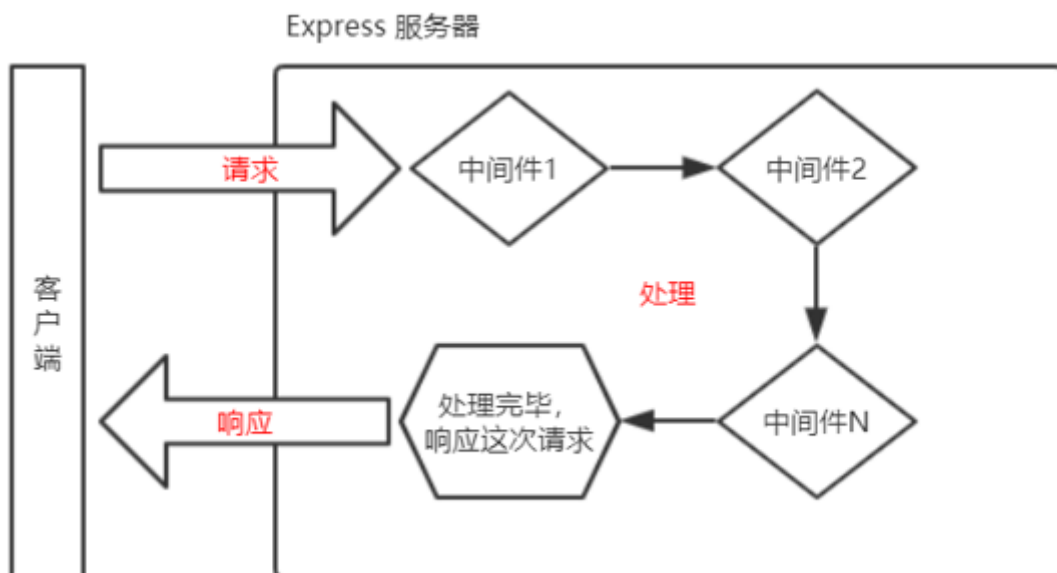 Express 服务器
客户端
请求
中间件1
中间件2
处理
响应
处理完毕，
响应这次请求
中间件N